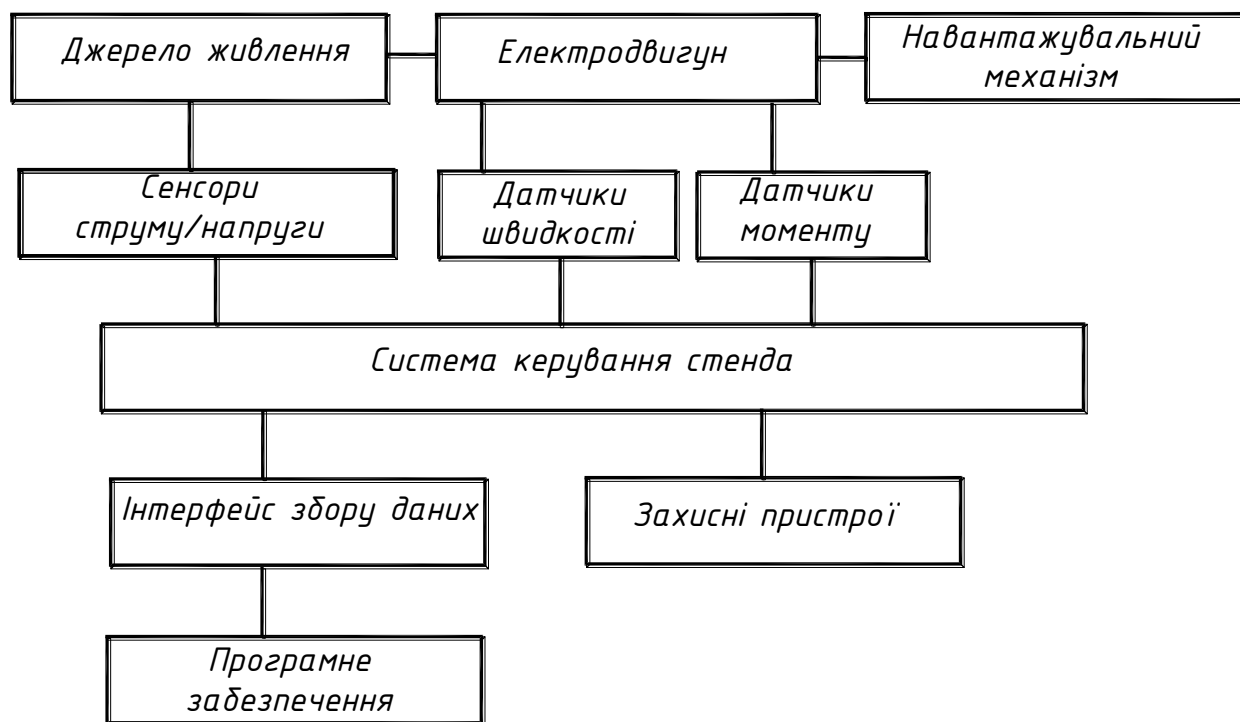 Джерело живлення
Електродвигун
Навантажувальний
механізм
Сенсори
струму/напруги
Датчики
швидкості
Датчики
моменту
Система керування стенда
Інтерфейс збору даних
Захисні пристрої
Програмне
забезпечення